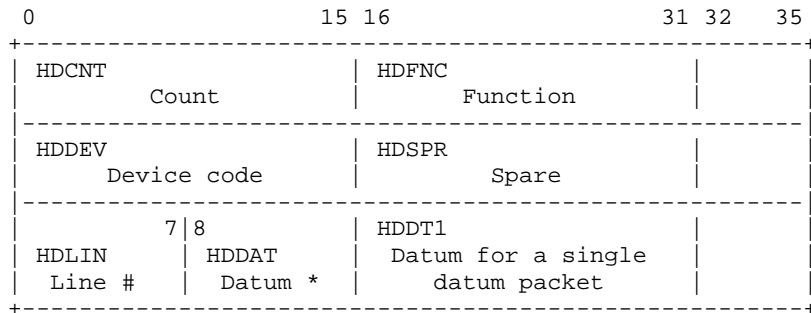 0 15 16 31 32 35
HDCNT HDFNC
Count Function
HDDEV HDSPR
Device code Spare
7|8 HDDT1
HDLIN HDDAT Datum for a single
Line # Datum * datum packet